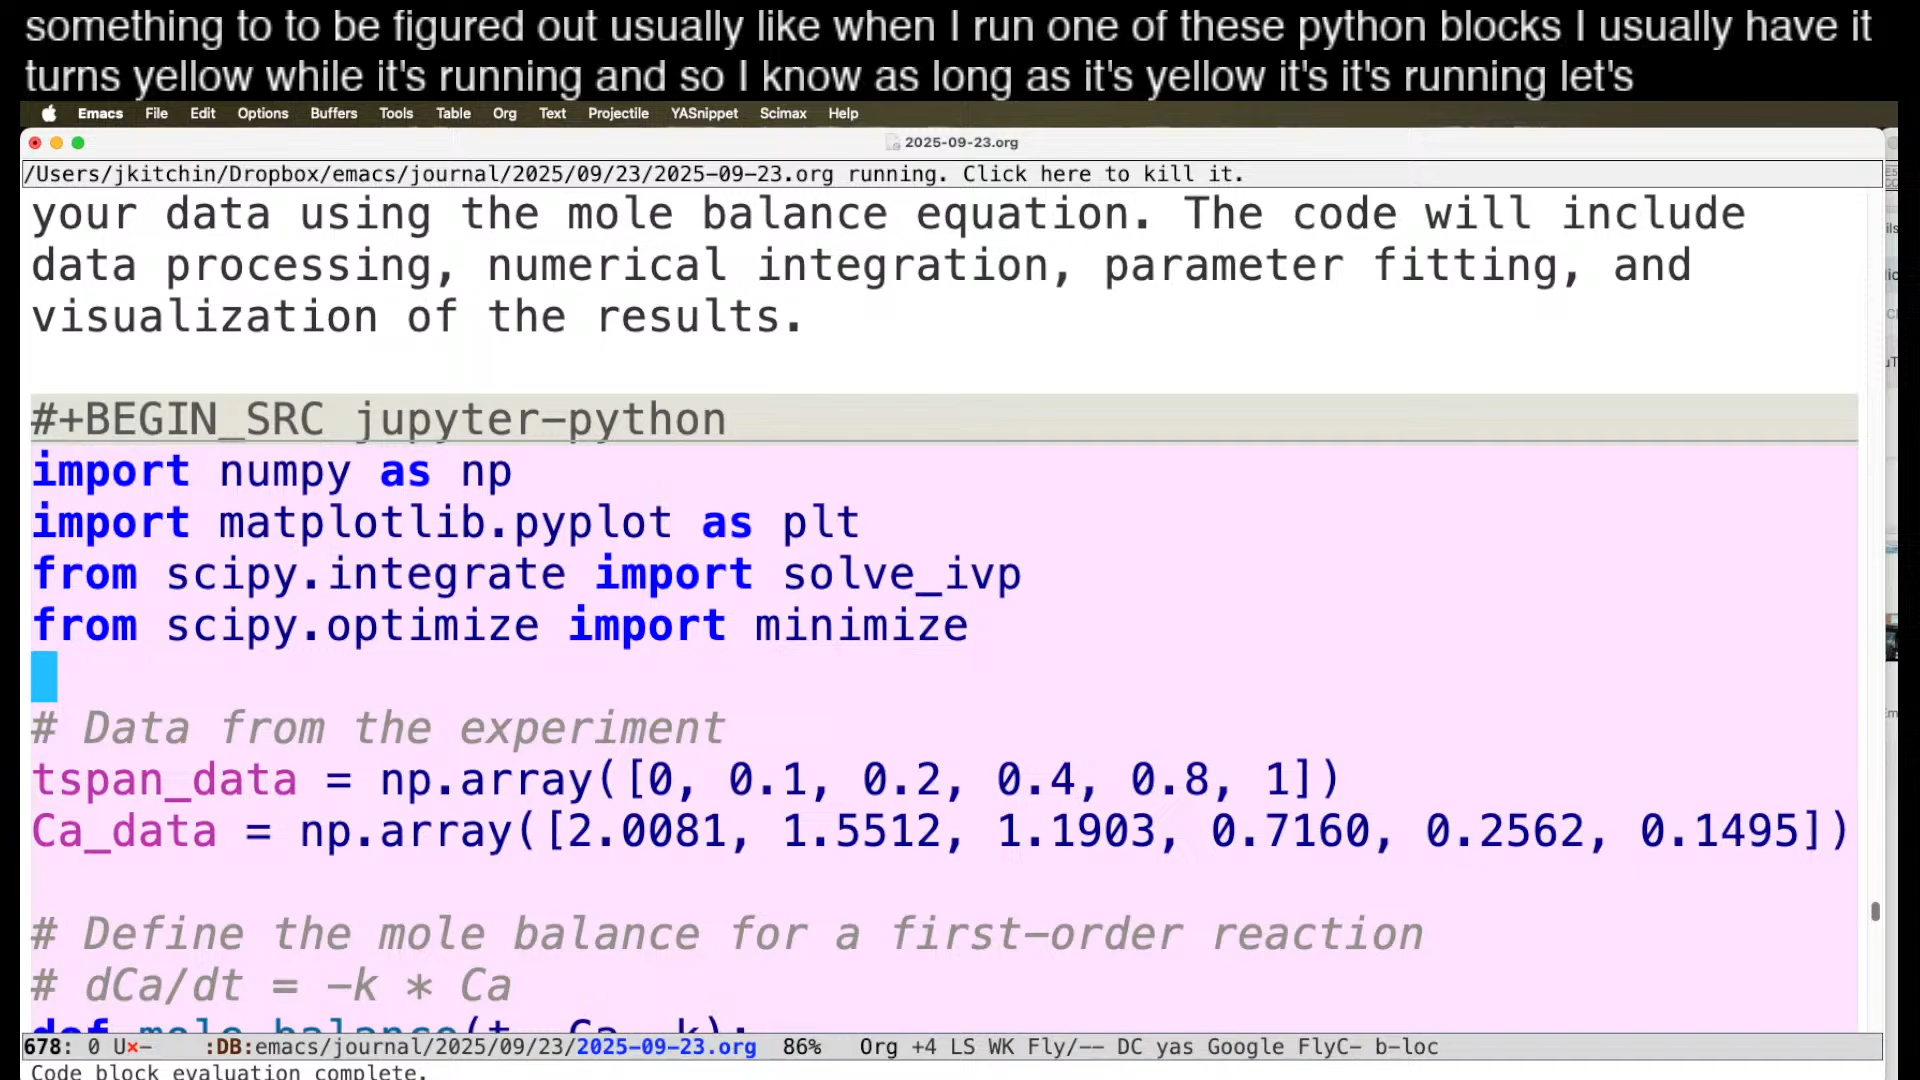 something to to be figured out usually like when I run one of these python blocks I usually have it
turns yellow while it's running and so I know as long as it's yellow it's it's running let's
Emacs File Edit Options Buffers Tools Table Org Text Projectile YASnippet Scimax Help
2025-09-23.org
/Users/jkitchin/Dropbox/emacs/journal/2025/09/23/2025-09-23.org running. Click here to kill it.
your data using the mole balance equation. The code will include
data processing, numerical integration, parameter fitting, and
visualization of the results.
#+BEGIN_SRC jupyter-python
import numpy as np
import matplotlib.pyplot as plt
from scipy.integrate import solve_ivp
from scipy.optimize import minimize
# Data from the experiment
tspan_data = np.array([0, 0.1, 0.2, 0.4, 0.8, 1])
Ca_data = np.array([2.0081, 1.5512, 1.1903, 0.7160, 0.2562, 0.1495])
# Define the mole balance for a first-order reaction
# dCa/dt = -k * Ca
def mole_balance(t, Ca, k):
678: 0 U×- :DB:emacs/journal/2025/09/23/2025-09-23.org 86% Org +4 LS WK Fly/-- DC yas Google FlyC- b-loc
Code block evaluation complete.